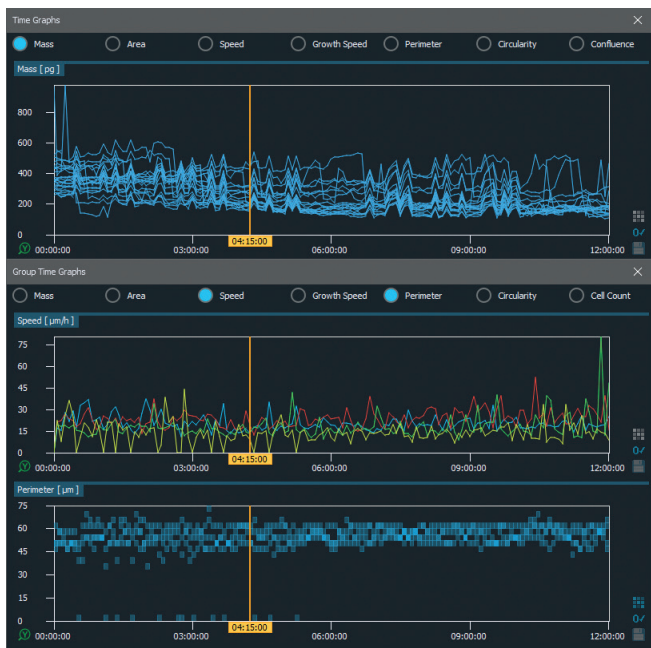 Time Graphs
Mass Area Speed Growth Speed Perimeter Circularity Confluence
Mass [ pg ]
800
600
400
200
0
00:00:00 03:00:00 04:15:00 06:00:00 09:00:00 12:00:00
Group Time Graphs
Mass Area Speed Growth Speed Perimeter Circularity Cell Count
Speed [ µm/h ]
75
60
45
30
15
0
00:00:00 03:00:00 04:15:00 06:00:00 09:00:00 12:00:00
Perimeter [ µm ]
75
60
45
30
15
0
00:00:00 03:00:00 04:15:00 06:00:00 09:00:00 12:00:00